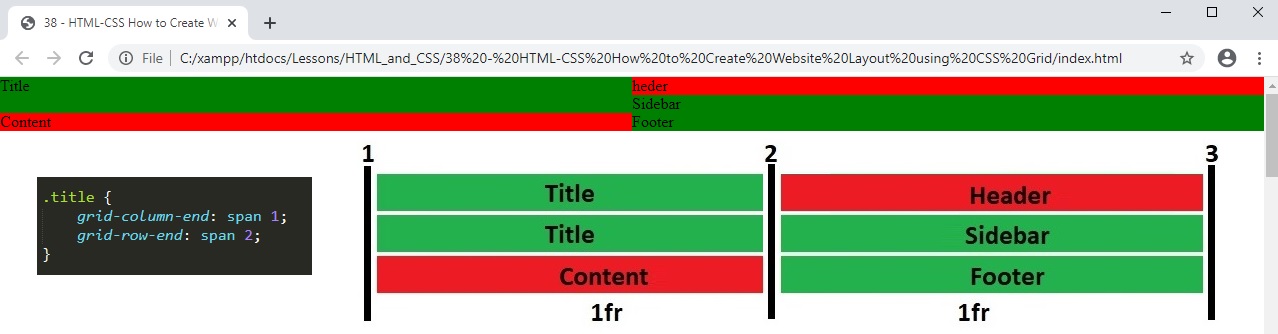 38 - HTML-CSS How to Create W
File C:/xampp/htdocs/Lessons/HTML_and_CSS/38%20-%20HTML-CSS%20How%20to%20Create%20Website%20Layout%20using%20CSS%20Grid/index.html
Title heder
Sidebar
Content Footer
1 2 3
Title Header
Title Sidebar
Content Footer
1fr 1fr
.title {
grid-column-end: span 1;
grid-row-end: span 2;
}